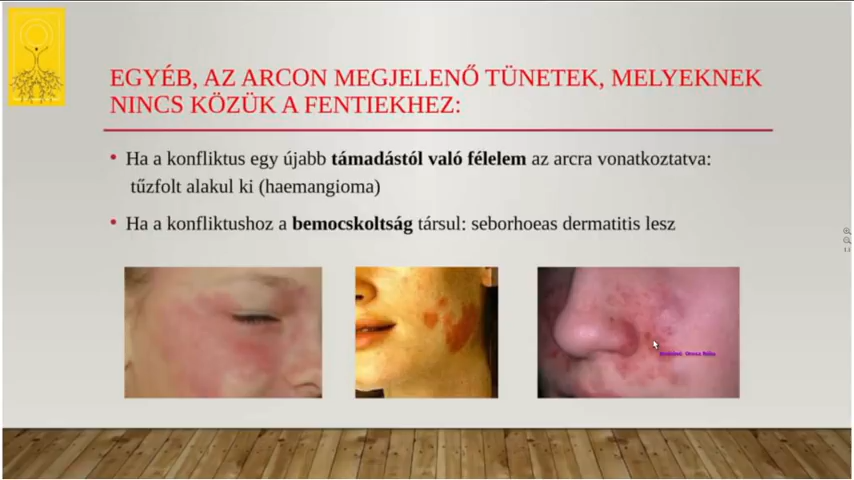 EGYÉB, AZ ARCON MEGJELENŐ TÜNETEK, MELYEKNEK
NINCS KÖZÜK A FENTIEKHEZ:
Ha a konfliktus egy újabb támadástól való félelem az arcra vonatkoztatva:
tűzfolt alakul ki (haemangioma)
Ha a konfliktushoz a bemocskoltság társul: seborhoeas dermatitis lesz